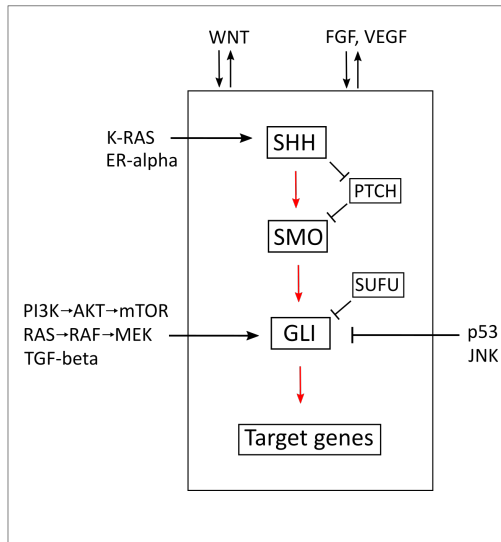 WNT
FGF, VEGF
K-RAS
ER-alpha
SHH
PTCH
SMO
SUFU
PI3K→AKT→mTOR
RAS→RAF→MEK
TGF-beta
GLI
p53
JNK
Target genes